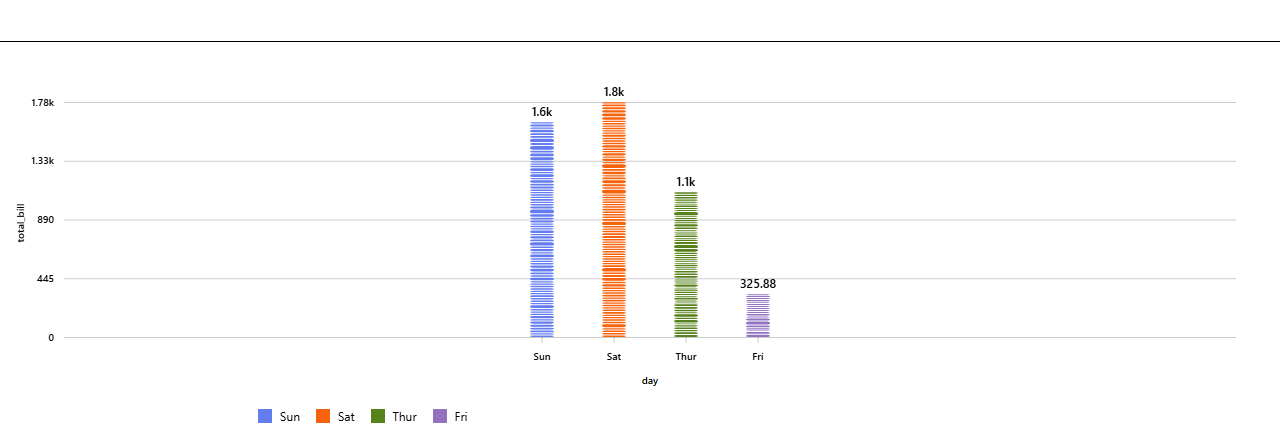 1.8k
1.78k
1.6k
1.33k
1.1k
total_bill
890
325.88
445
0
Sun Sat Thur Fri
day
Sun Sat Thur Fri